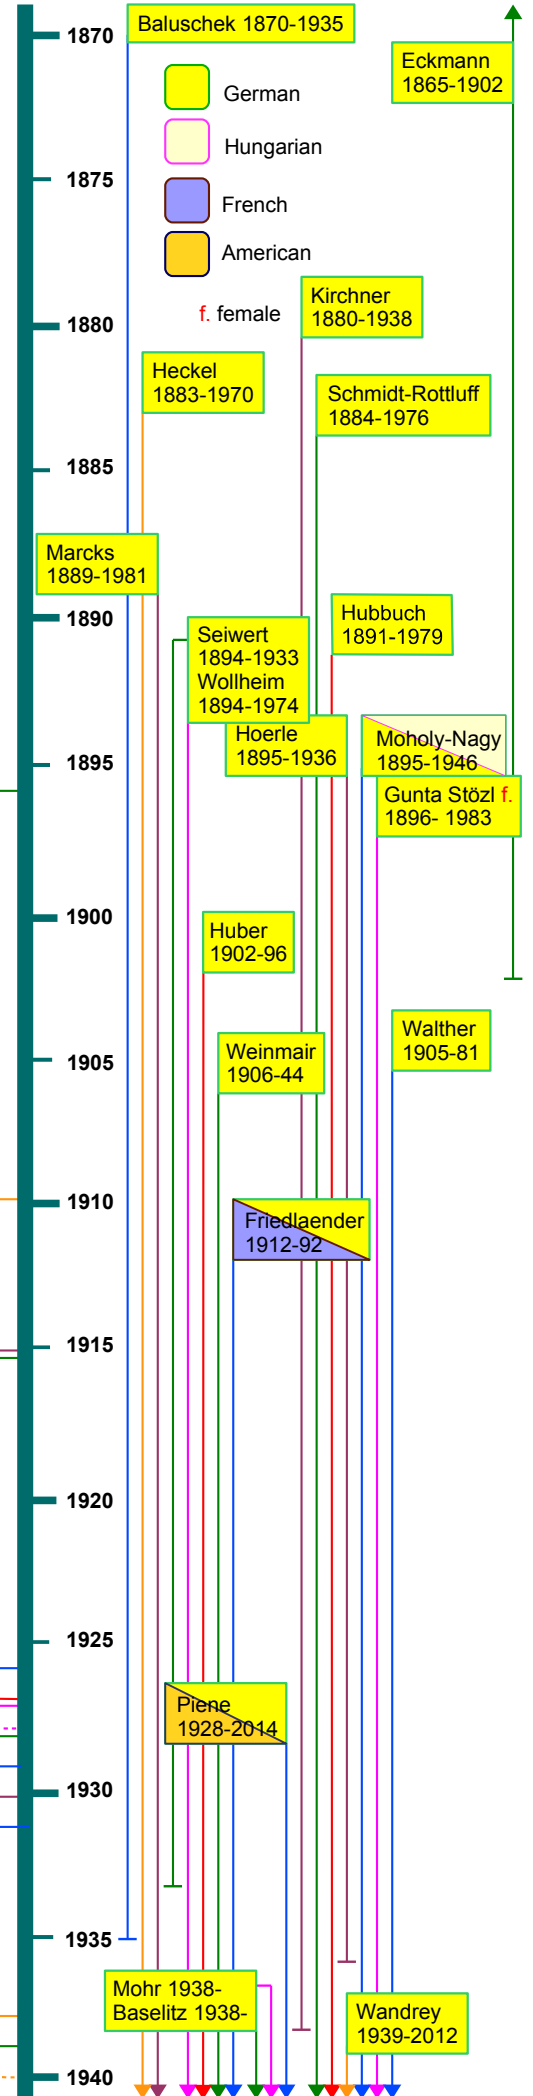 Baluschek 1870-1935
1870
Eckmann
1865-1902
German
Hungarian
1875
French
American
Kirchner
1880-1938
f. female
1880
Heckel
1883-1970
Schmidt-Rottluff
1884-1976
1885
Marcks
1889-1981
Hubbuch
1891-1979
1890
Seiwert
1894-1933
Wollheim
1894-1974
Hoerle
1895-1936
Moholy-Nagy
1895-1946
1895
Gunta Stözl f.
1896- 1983
1900
Huber
1902-96
Walther
1905-81
Weinmair
1906-44
1905
1910
Friedlaender
1912-92
1915
1920
1925
Piene
1928-2014
1930
1935
Mohr 1938-
Baselitz 1938-
Wandrey
1939-2012
1940